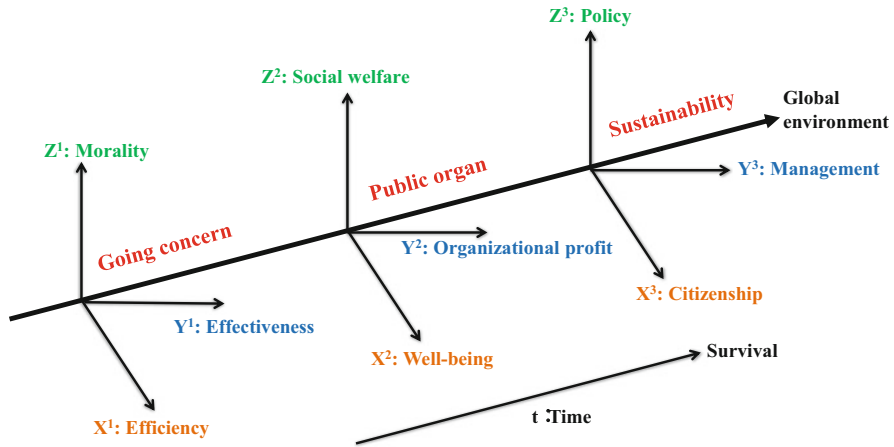 Z³: Policy
Z²: Social welfare
Sustainability
Global
environment
Z¹: Morality
Public organ
Y³: Management
Going concern
Y²: Organizational profit
X³: Citizenship
Y¹: Effectiveness
X²: Well-being
Survival
X¹: Efficiency
t:Time